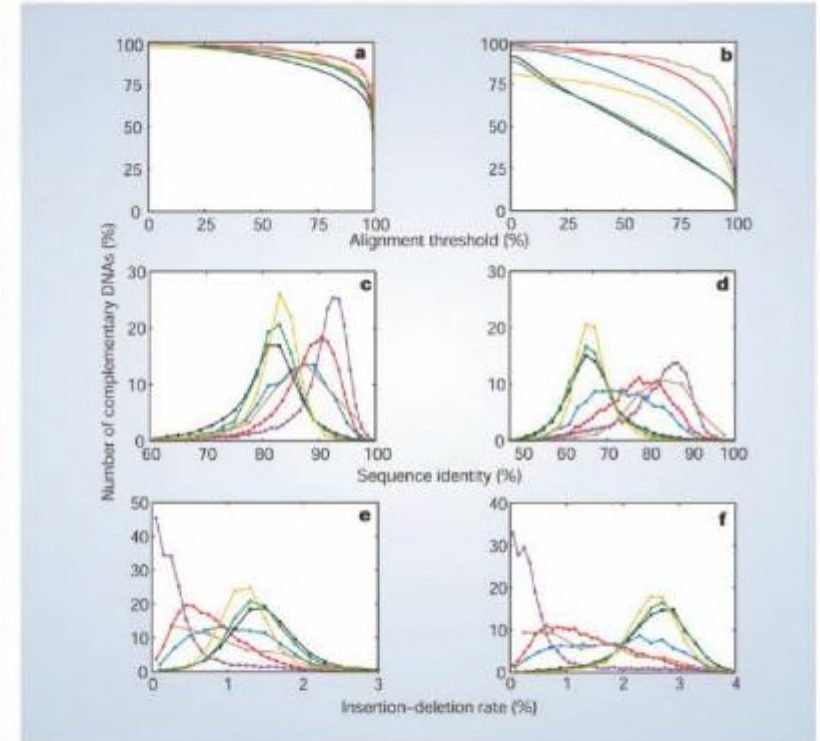 a
b
100
75
50
25
0
0 25 50 75 100
100
75
50
25
0
0 25 50 75 100
Alignment threshold (%)
Number of complementary DNAs (%)
c
d
30
20
10
0
60 70 80 90 100
30
20
10
0
50 60 70 80 90 100
Sequence identity (%)
e
f
50
40
30
20
10
0
0 1 2 3
40
30
20
10
0
0 1 2 3 4
Insertion–deletion rate (%)